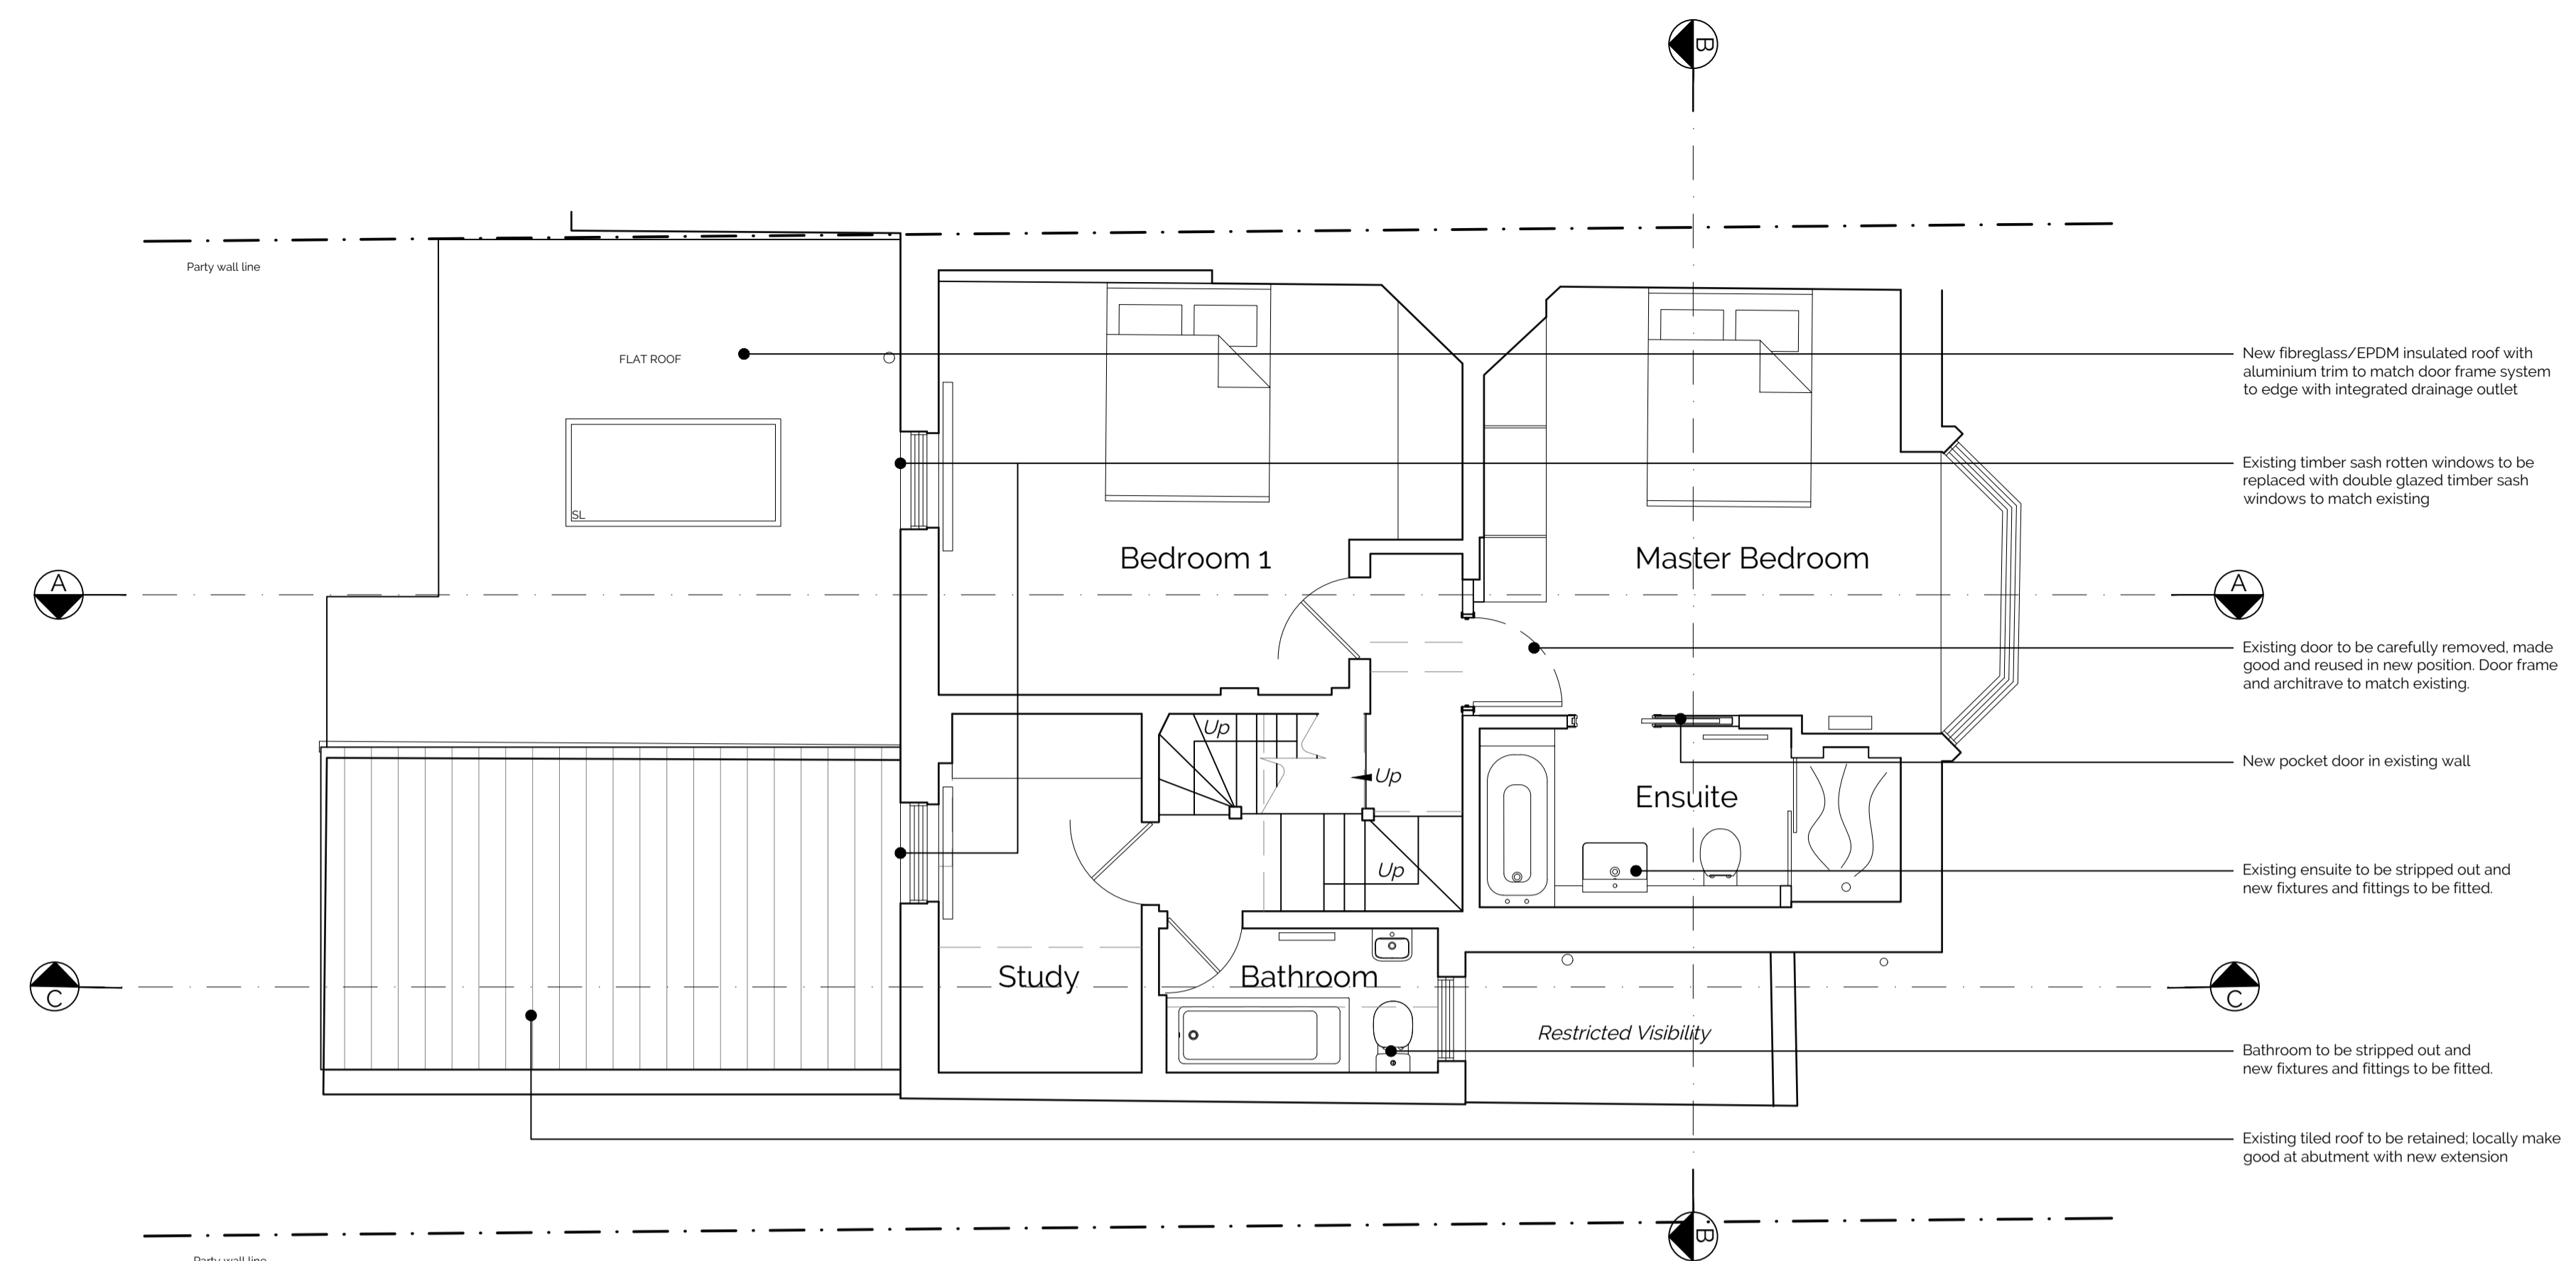 B
Party wall line
FLAT ROOF
New fibreglass/EPDM insulated roof with
aluminium trim to match door frame system
to edge with integrated drainage outlet
Existing timber sash rotten windows to be
replaced with double glazed timber sash
windows to match existing
SL
Bedroom 1
Master Bedroom
A
A
Existing door to be carefully removed, made
good and reused in new position. Door frame
and architrave to match existing.
Up
Up
New pocket door in existing wall
Ensuite
Up
Existing ensuite to be stripped out and
new fixtures and fittings to be fitted.
Study
Bathroom
C
C
Restricted Visibility
Bathroom to be stripped out and
new fixtures and fittings to be fitted.
Existing tiled roof to be retained; locally make
good at abutment with new extension
B
Party wall line